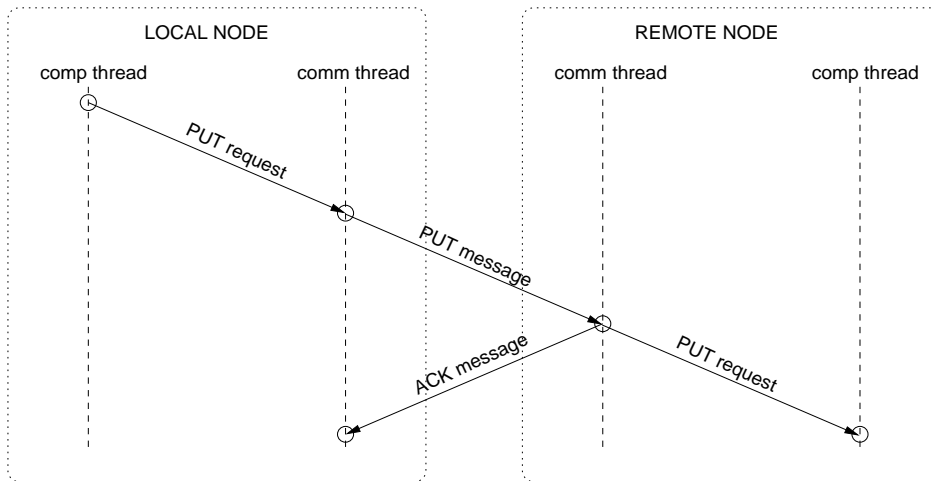 LOCAL NODE
REMOTE NODE
comp thread
comm thread
comm thread
comp thread
PUT request
PUT message
ACK message
PUT request